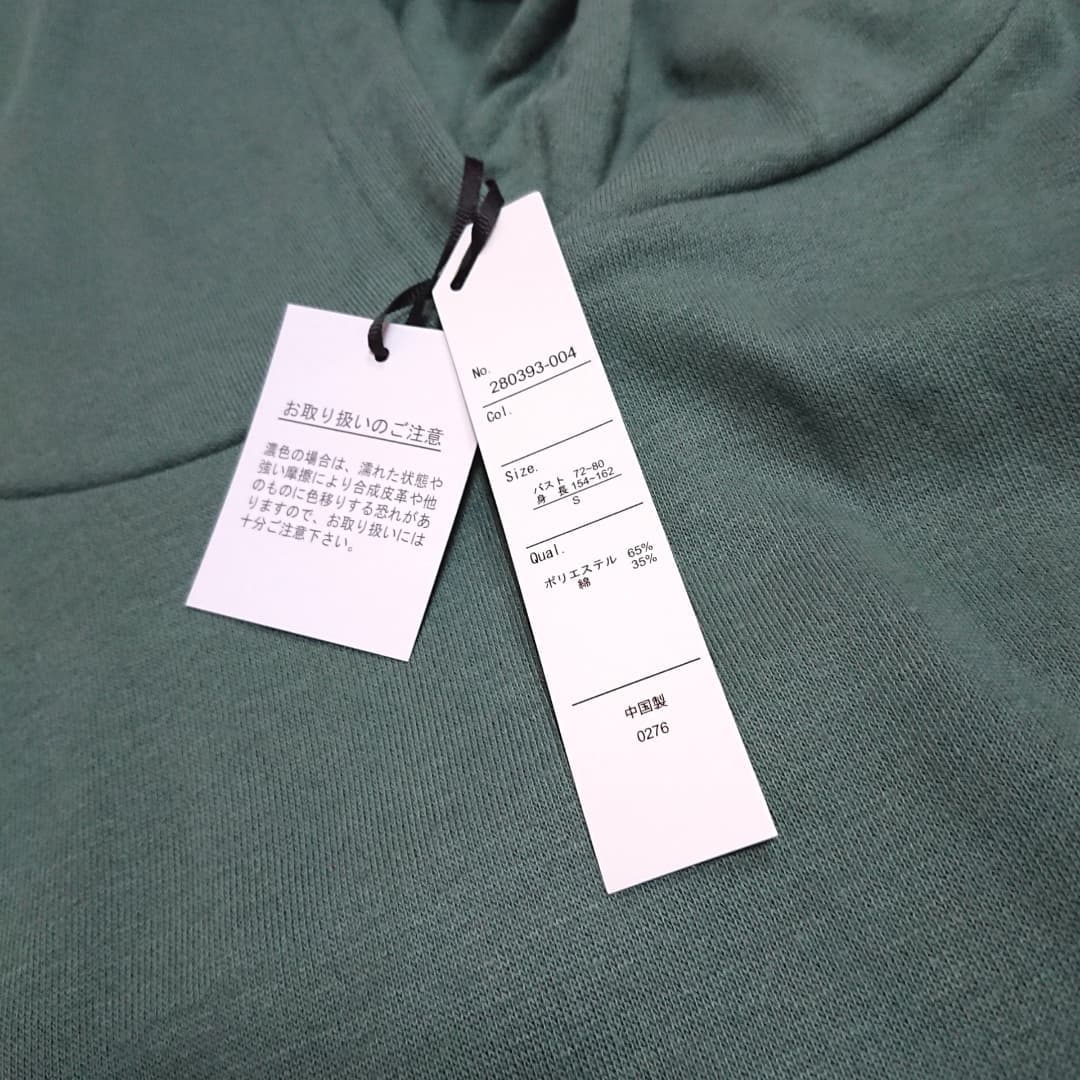 お取り扱いのご注意
濃色の場合は、濡れた状態や
強い摩擦により合成皮革や他
のものに色移りする恐れがあ
りますので、お取り扱いには
十分ご注意下さい。
No.
280393-004
Col.
Size.
バスト 72-80
身 長 154-162
S
Qual.
ポリエステル 65%
綿 35%
中国製
0276